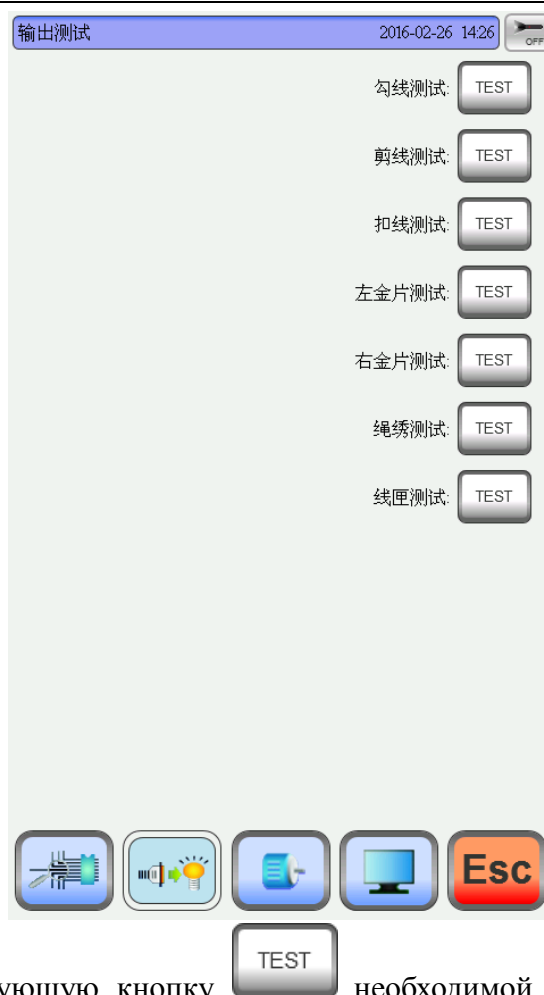 输出测试 2016-02-26 14:26
OFF
勾线测试: TEST
剪线测试: TEST
扣线测试: TEST
左金片测试: TEST
右金片测试: TEST
绳绣测试: TEST
线匣测试: TEST
Esc
кнопку TEST необходимой